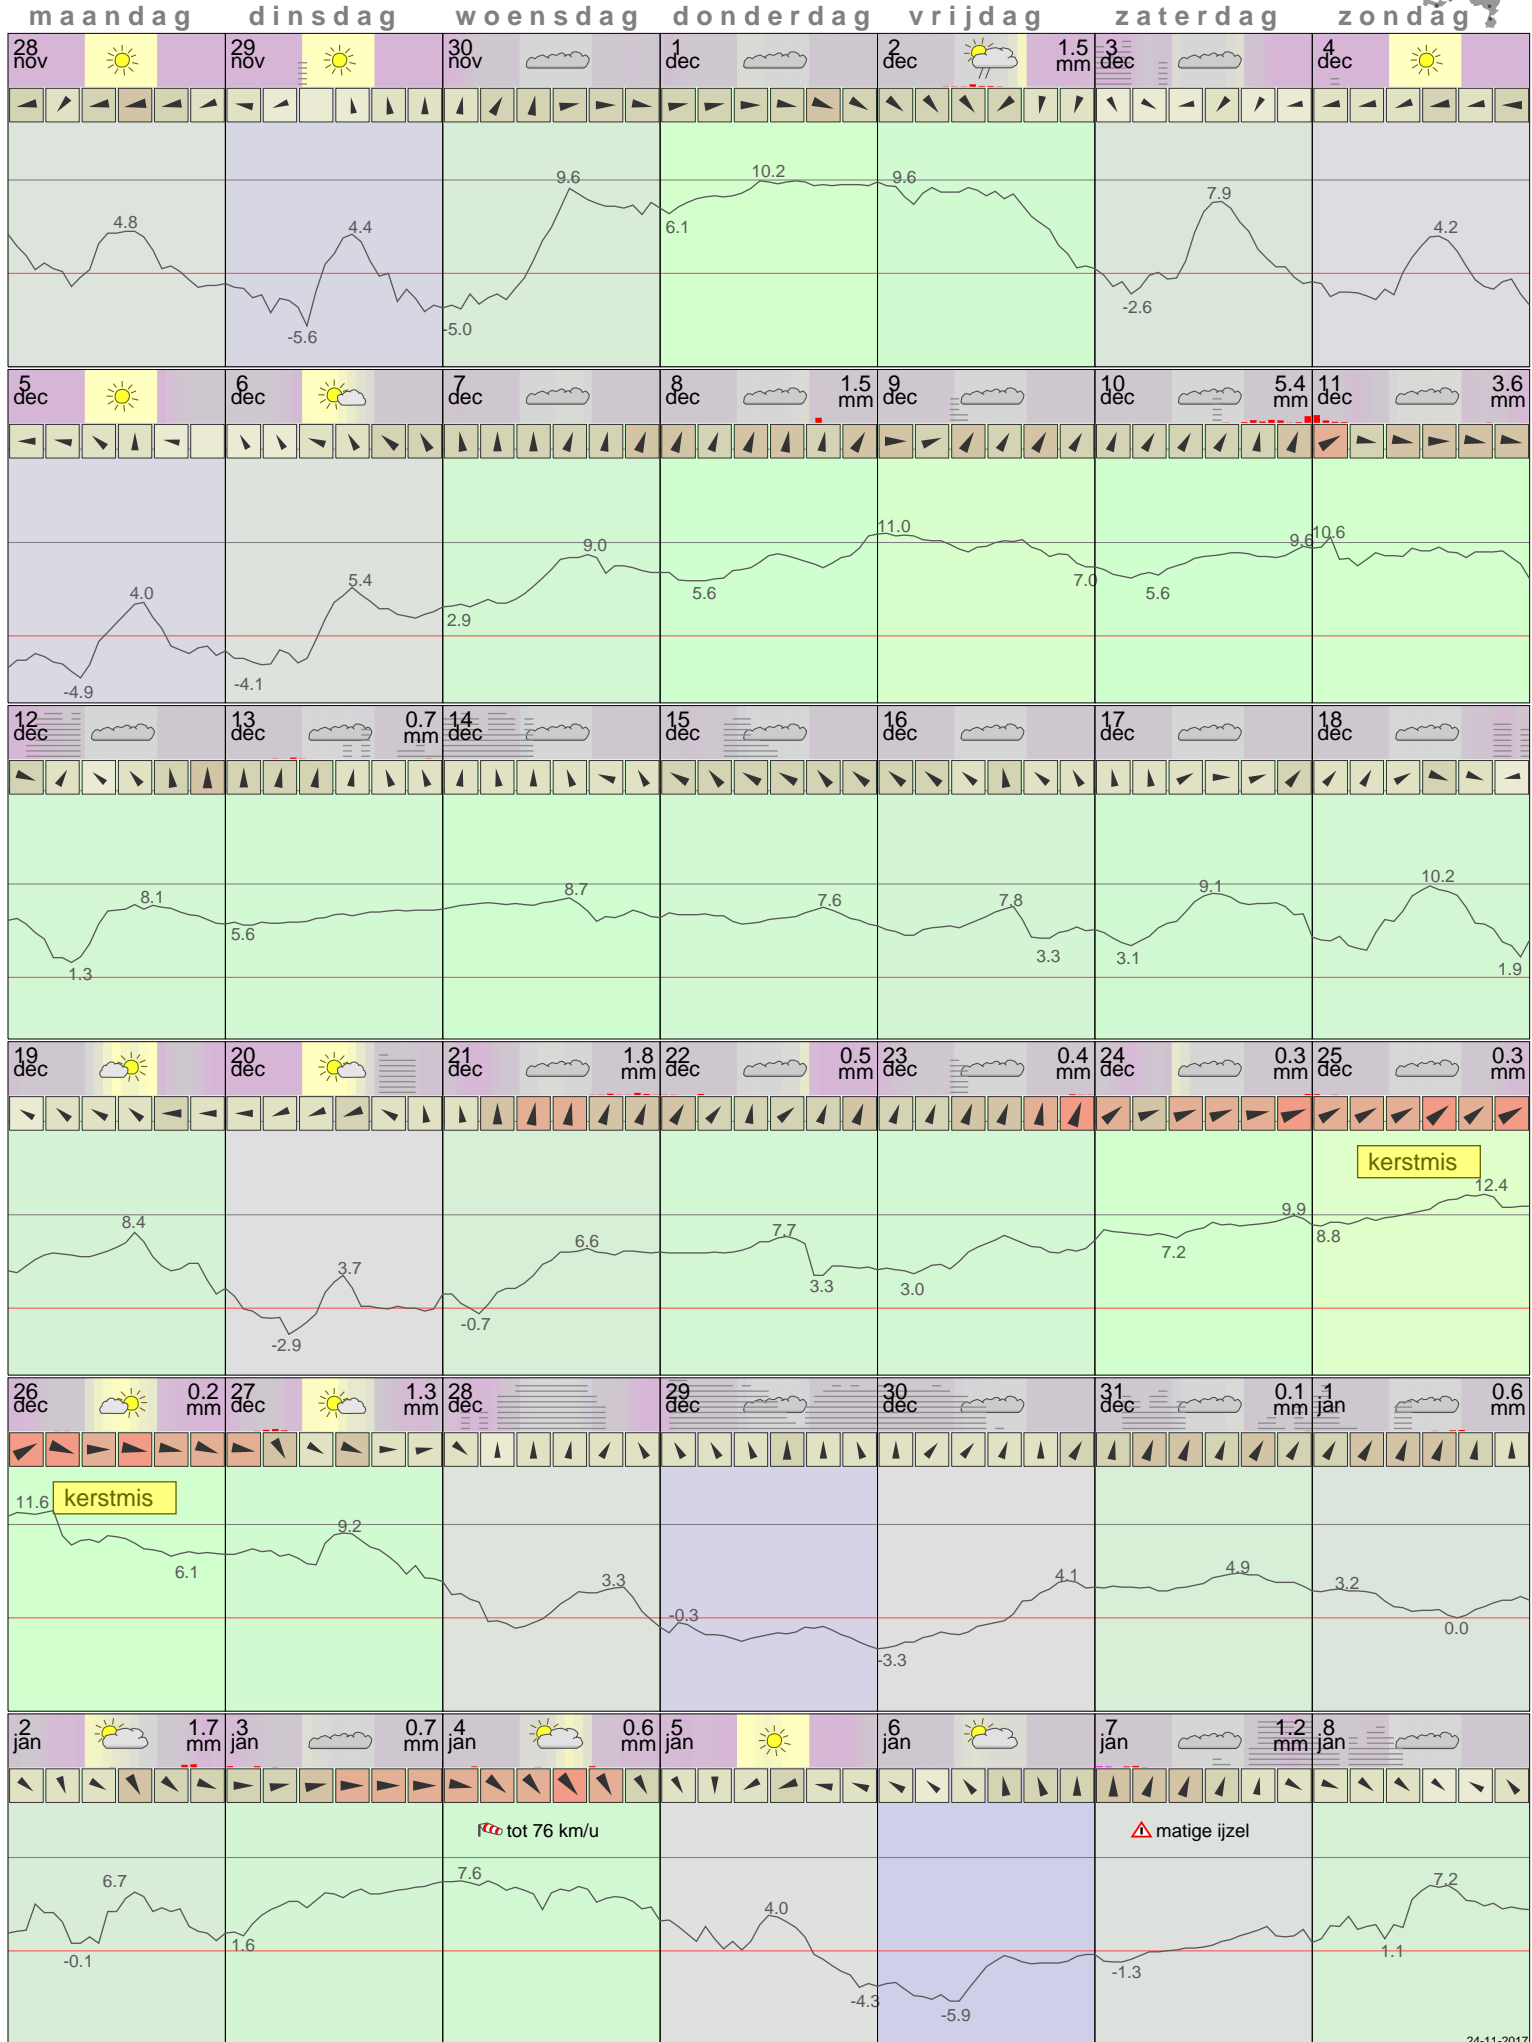 maandag dinsdag woensdag donderdag vrijdag zaterdag zondag
28 nov 29 nov 30 nov 1 dec 2 dec 1.5 mm 3 dec 4 dec
4.8 -5.6 4.4 -5.0 9.6 6.1 10.2 9.6 -2.6 7.9 4.2
5 dec 6 dec 7 dec 8 dec 1.5 mm 9 dec 10 dec 5.4 mm 11 dec 3.6 mm
-4.9 4.0 -4.1 5.4 2.9 9.0 5.6 11.0 7.0 5.6 9.6 10.6
12 dec 13 dec 0.7 mm 14 dec 15 dec 16 dec 17 dec 18 dec
1.3 8.1 5.6 8.7 7.6 7.8 3.3 3.1 9.1 10.2 1.9
19 dec 20 dec 21 dec 1.8 mm 22 dec 0.5 mm 23 dec 0.4 mm 24 dec 0.3 mm 25 dec 0.3 mm
kerstmis
8.4 -2.9 3.7 -0.7 6.6 7.7 3.3 3.0 7.2 9.9 8.8 12.4
26 dec 0.2 mm 27 dec 1.3 mm 28 dec 29 dec 30 dec 31 dec 0.1 mm 1 jan 0.6 mm
kerstmis
11.6 6.1 9.2 3.3 -0.3 -3.3 4.1 4.9 3.2 0.0
2 jan 1.7 mm 3 jan 0.7 mm 4 jan 0.6 mm 5 jan 6 jan 7 jan 1.2 mm 8 jan
tot 76 km/u matige ijzel
-0.1 6.7 1.6 7.6 4.0 -4.3 -5.9 -1.3 1.1 7.2
24-11-2017